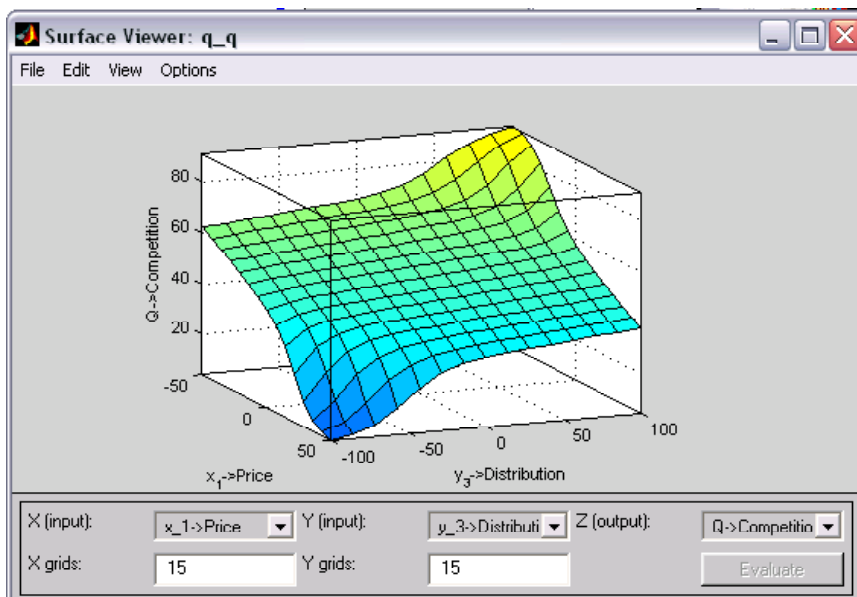 Surface Viewer: q_q
File Edit View Options
80
60
40
20
Q->Competition
-50
0
50
x1->Price
-100
-50
0
50
100
y3->Distribution
X (input): x_1->Price Y (input): y_3->Distributi Z (output): Q->Competitio
X grids: 15 Y grids: 15 Evaluate